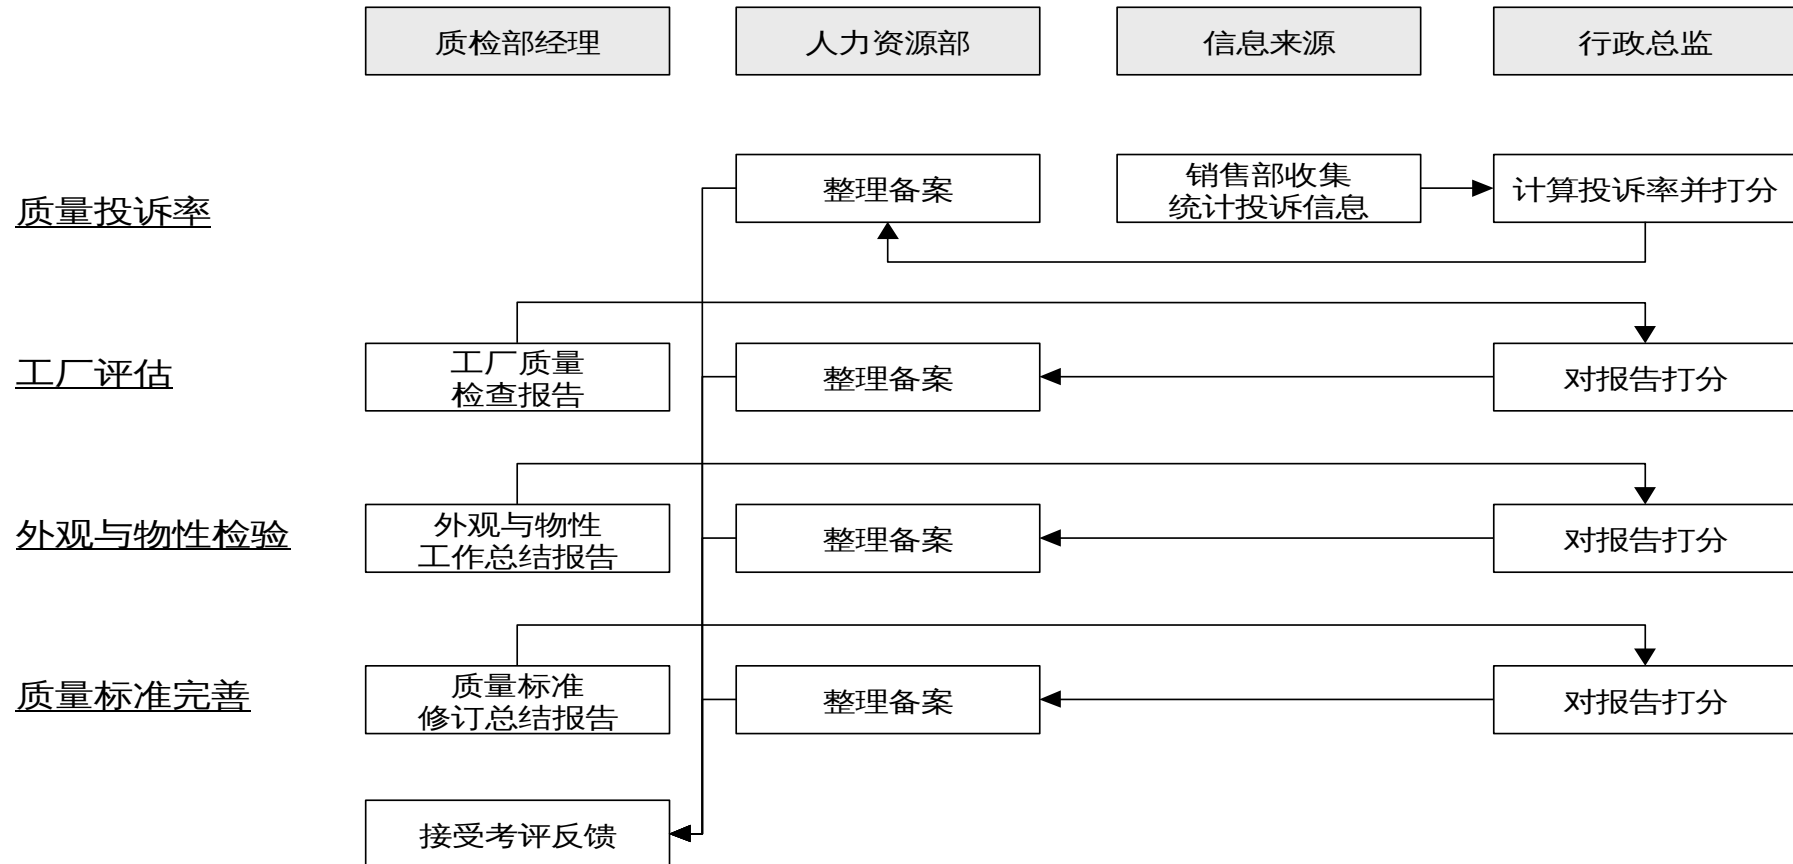 质检部经理
人力资源部
信息来源
行政总监
质量投诉率
整理备案
销售部收集
统计投诉信息
计算投诉率并打分
工厂评估
工厂质量
检查报告
整理备案
对报告打分
外观与物性检验
外观与物性
工作总结报告
整理备案
对报告打分
质量标准完善
质量标准
修订总结报告
整理备案
对报告打分
接受考评反馈